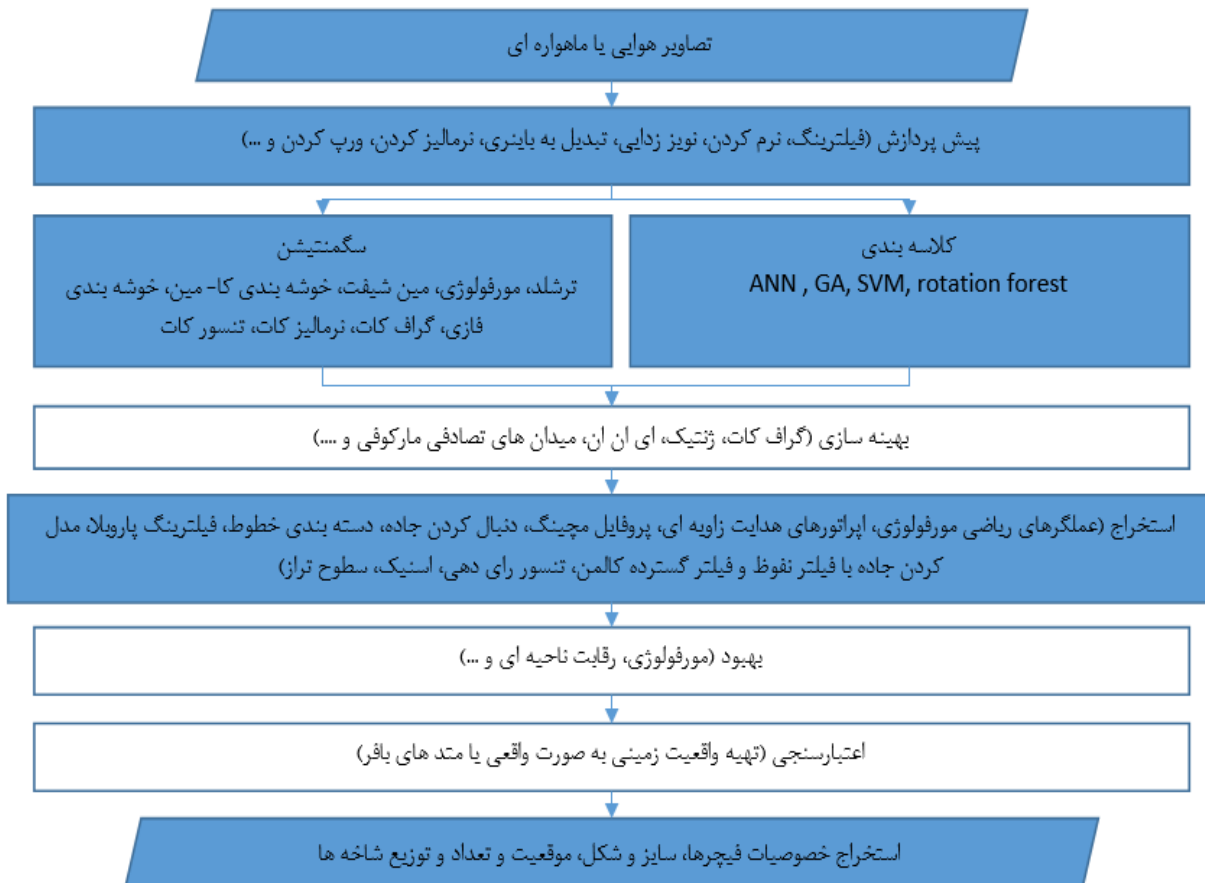 تصاویر هوایی یا ماهواره ای
پیش پردازش (فیلترینگ، نرم کردن، نویز زدایی، تبدیل به باینری، نرمالیز کردن، ورپ کردن و ...)
سگمنتیشن
ترشلد، مورفولوژی، مین شیفت، خوشه بندی کا- مین، خوشه بندی
فازی، گراف کات، نرمالیز کات، تنسور کات
کلاسه بندی
ANN , GA, SVM, rotation forest
بهینه سازی (گراف کات، ژنتیک، ای ان ان، میدان های تصادفی مارکوفی و ....)
استخراج (عملگرهای ریاضی مورفولوژی، اپراتورهای هدایت زاویه ای، پروفایل مچینگ، دنبال کردن جاده، دسته بندی خطوط، فیلترینگ پاروبلا، مدل
کردن جاده با فیلتر نفوظ و فیلتر گسترده کالمن، تنسور رای دهی، اسنیک، سطوح تراز)
بهبود (مورفولوژی، رقابت ناحیه ای و ...)
اعتبارسنجی (تهیه واقعیت زمینی به صورت واقعی یا متد های بافر)
استخراج خصوصیات فیچرها، سایز و شکل، موقعیت و تعداد و توزیع شاخه ها